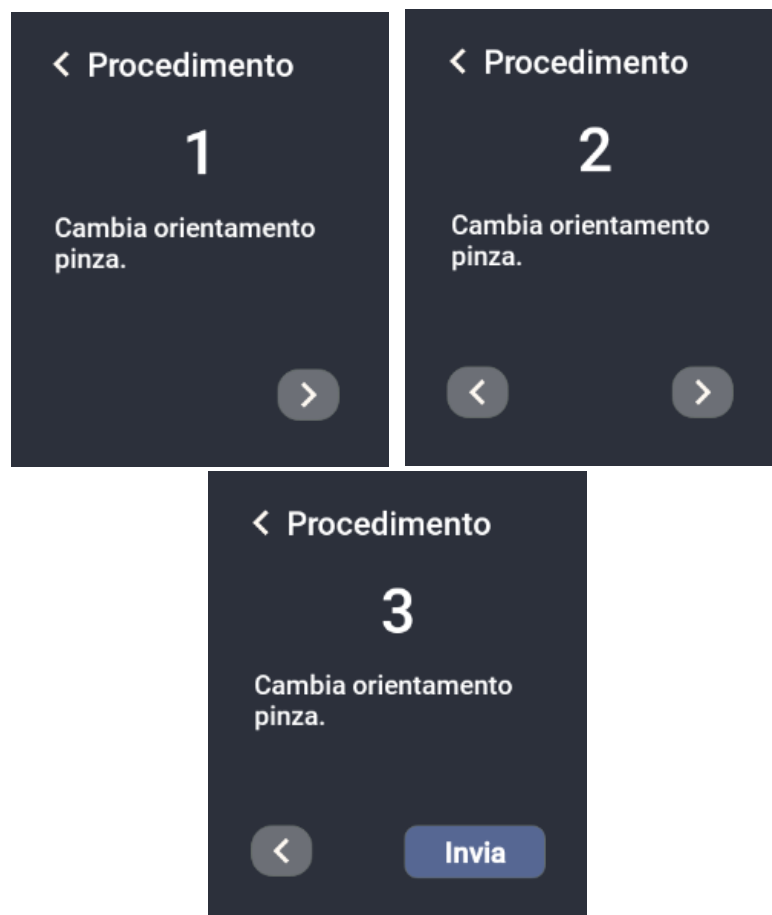 Procedimento
1
Cambia orientamento
pinza.
Procedimento
2
Cambia orientamento
pinza.
Procedimento
3
Cambia orientamento
pinza.
Invia